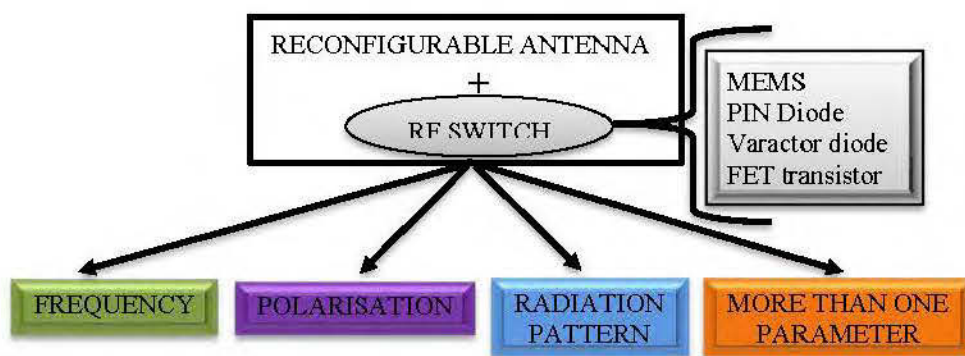 RECONFIGURABLE ANTENNA
+
RF SWITCH
MEMS
PIN Diode
Varactor diode
FET transistor
FREQUENCY
POLARISATION
RADIATION
PATTERN
MORE THAN ONE
PARAMETER